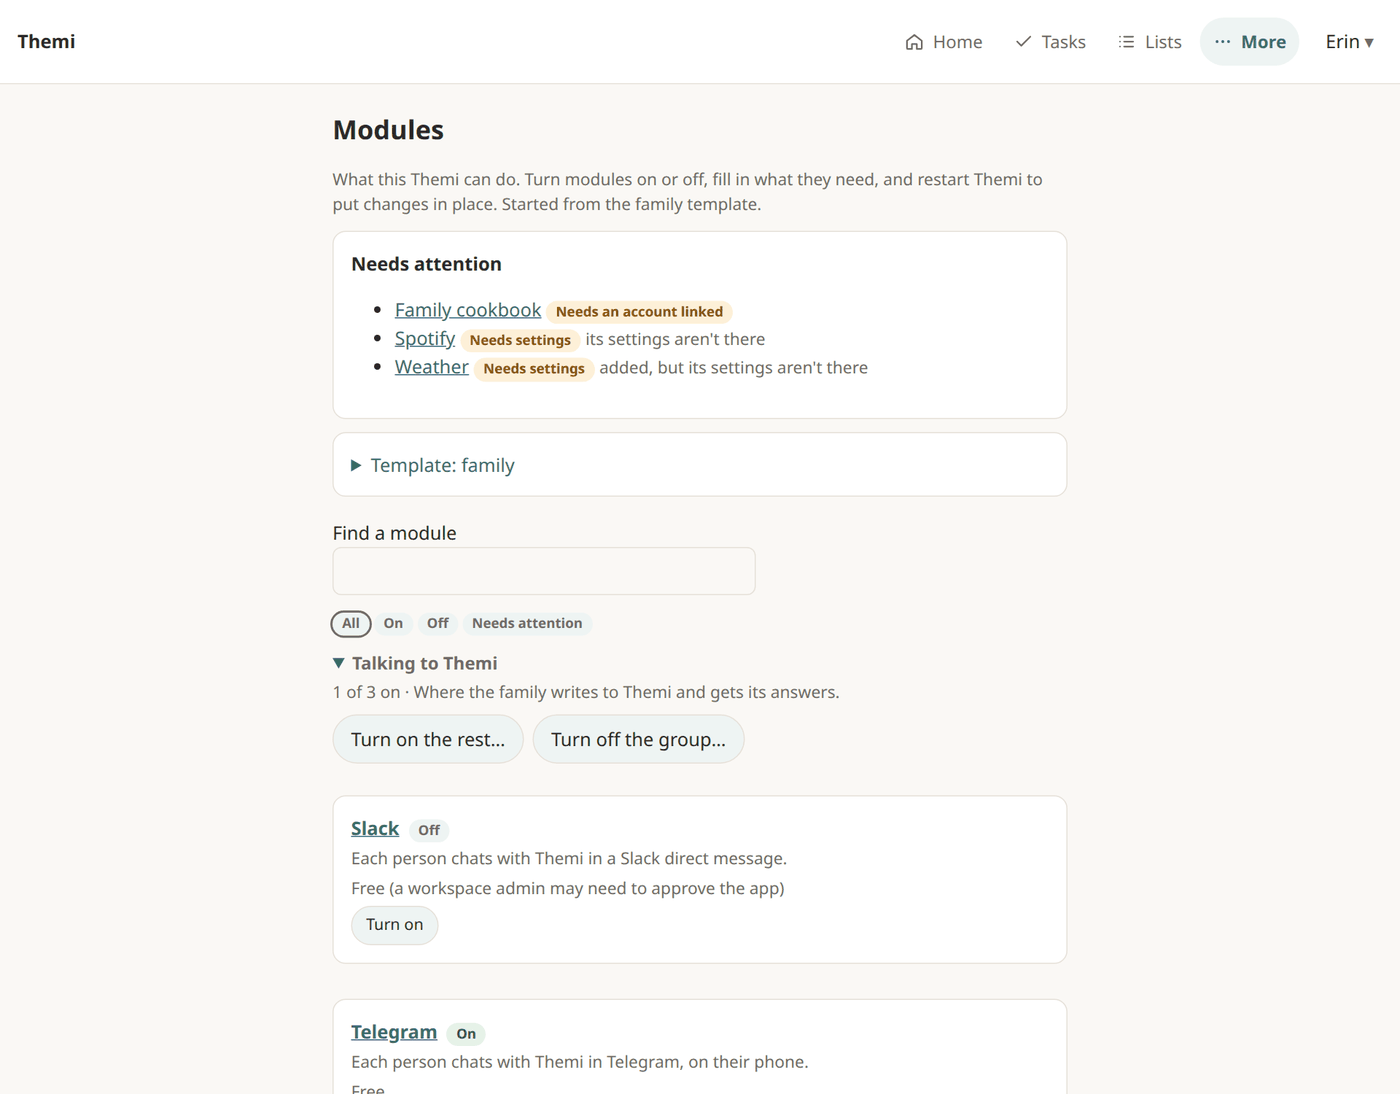 Themi
Home
Tasks
Lists
More
Erin ▾
Modules
What this Themi can do. Turn modules on or off, fill in what they need, and restart Themi to
put changes in place. Started from the family template.
Needs attention
Family cookbook Needs an account linked
Spotify Needs settings its settings aren't there
Weather Needs settings added, but its settings aren't there
Template: family
Find a module
All On Off Needs attention
Talking to Themi
1 of 3 on · Where the family writes to Themi and gets its answers.
Turn on the rest... Turn off the group...
Slack Off
Each person chats with Themi in a Slack direct message.
Free (a workspace admin may need to approve the app)
Turn on
Telegram On
Each person chats with Themi in Telegram, on their phone.
Free